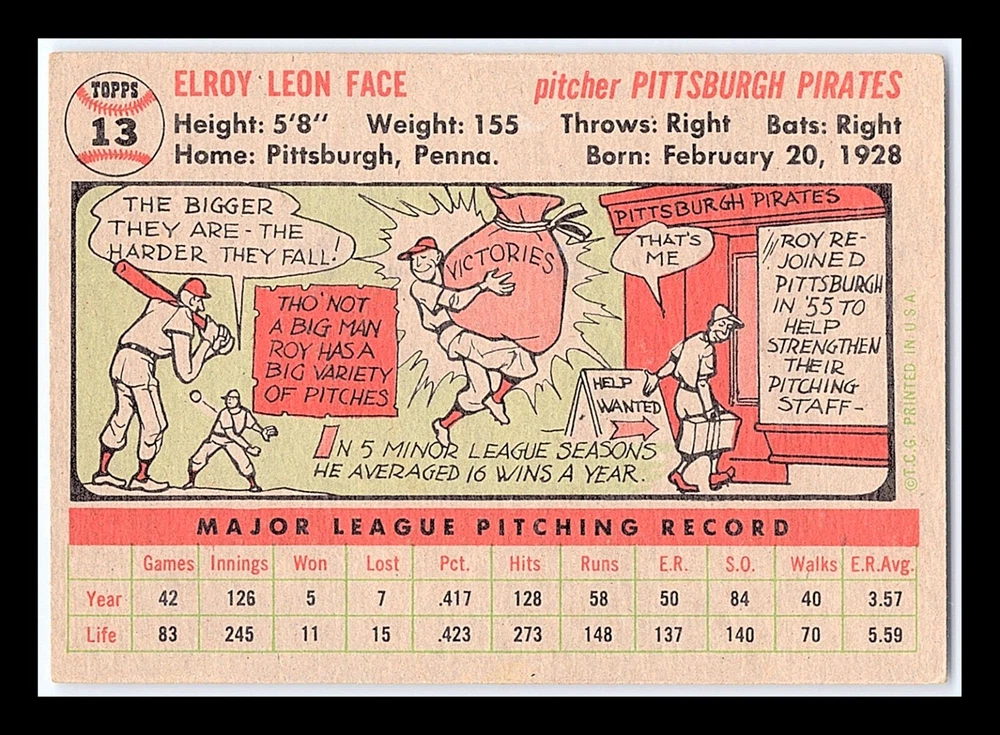 TOPPS
13
ELROY LEON FACE
pitcher PITTSBURGH PIRATES
Height: 5'8" Weight: 155 Throws: Right Bats: Right
Home: Pittsburgh, Penna. Born: February 20, 1928
THE BIGGER
THEY ARE - THE
HARDER THEY FALL!
THO' NOT
A BIG MAN
ROY HAS A
BIG VARIETY
OF PITCHES
VICTORIES
IN 5 MINOR LEAGUE SEASONS
HE AVERAGED 16 WINS A YEAR.
PITTSBURGH PIRATES
THAT'S
ME
HELP
WANTED
ROY RE-
JOINED
PITTSBURGH
IN '55 TO
HELP
STRENGTHEN
THEIR
PITCHING
STAFF-
©T.C.G. PRINTED IN U.S.A.
MAJOR LEAGUE PITCHING RECORD
Games Innings Won Lost Pct. Hits Runs E.R. S.O. Walks E.R.Avg.
Year 42 126 5 7 .417 128 58 50 84 40 3.57
Life 83 245 11 15 .423 273 148 137 140 70 5.59